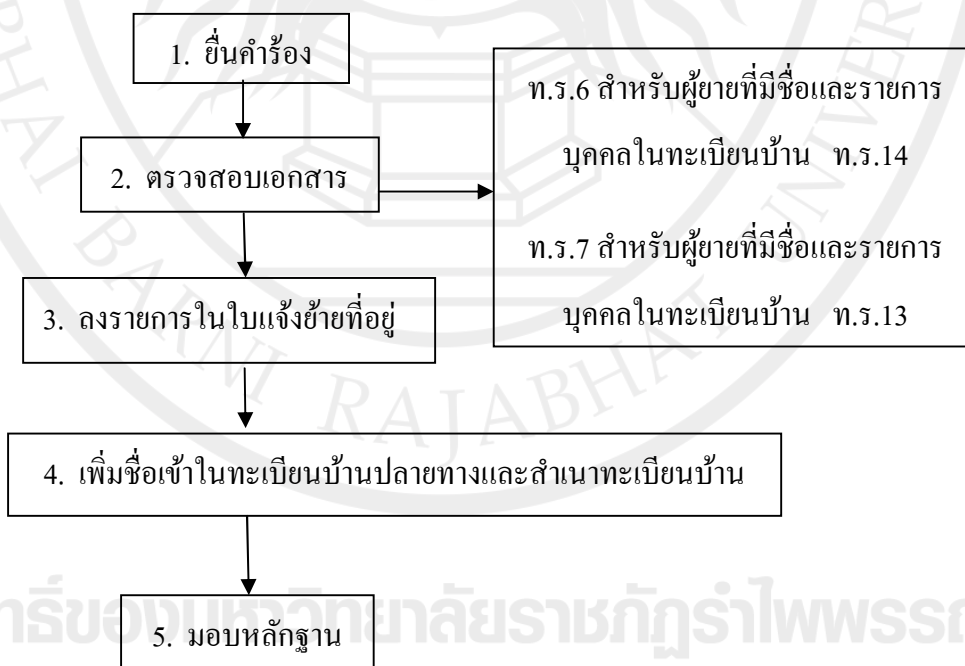 1. ยื่นคำร้อง
2. ตรวจสอบเอกสาร
ท.ร.6 สำหรับผู้ยายที่มีชื่อและรายการ
บุคคลในทะเบียนบ้าน ท.ร.14
ท.ร.7 สำหรับผู้ยายที่มีชื่อและรายการ
บุคคลในทะเบียนบ้าน ท.ร.13
3. ลงรายการในใบแจ้งย้ายที่อยู่
4. เพิ่มชื่อเข้าในทะเบียนบ้านปลายทางและสำเนาทะเบียนบ้าน
5. มอบหลักฐาน
BARNI RAJABHAT